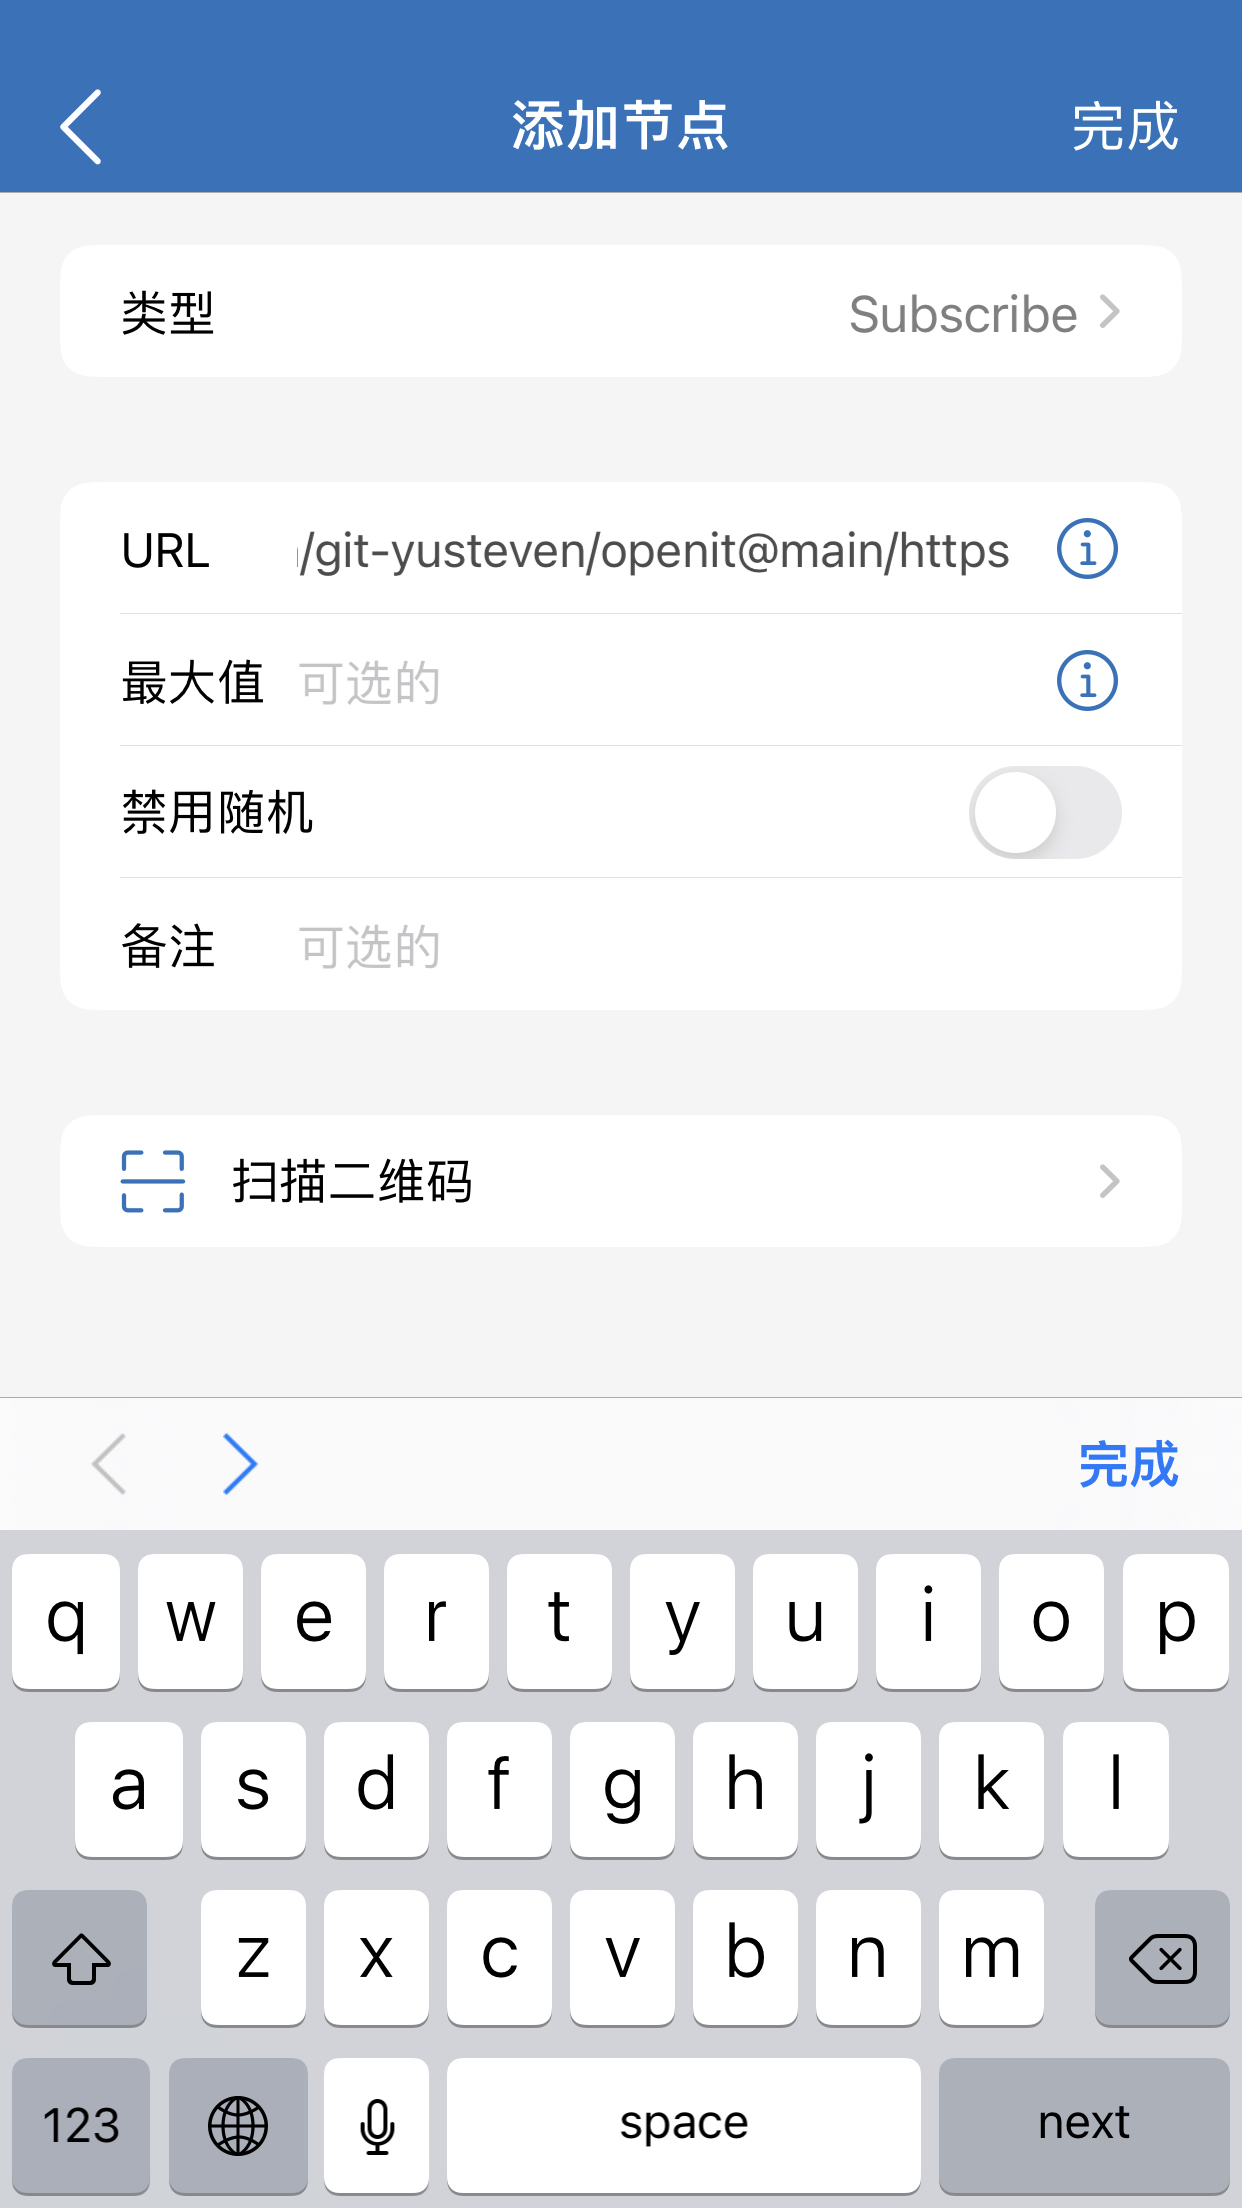 添加节点
完成
类型 Subscribe
URL /git-yusteven/openit@main/https
最大值 可选的
禁用随机
备注 可选的
扫描二维码
完成
q w e r t y u i o p
a s d f g h j k l
z x c v b n m
123 space next